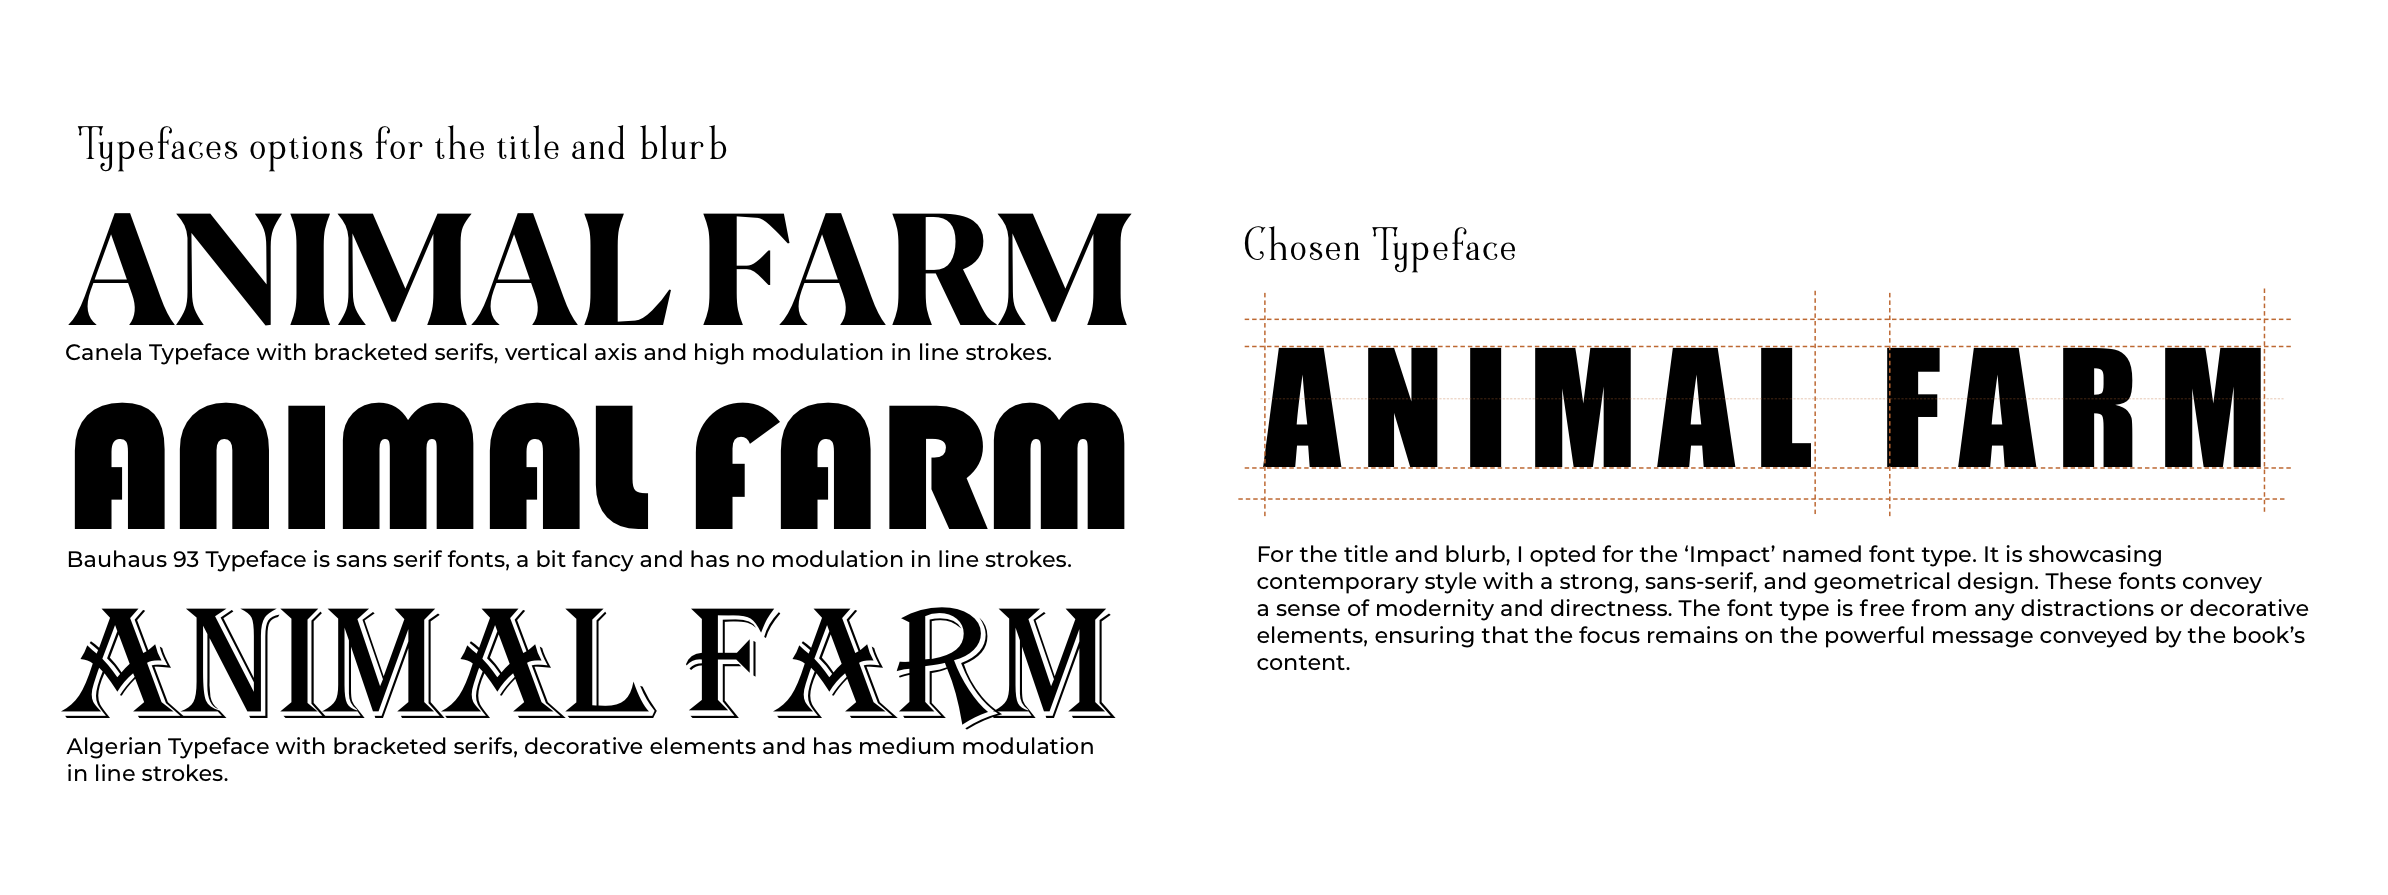 Typefaces options for the title and blurb
ANIMAL FARM
Canela Typeface with bracketed serifs, vertical axis and high modulation in line strokes.
ANIMAL FARM
Bauhaus 93 Typeface is sans serif fonts, a bit fancy and has no modulation in line strokes.
ANIMAL FARM
Algerian Typeface with bracketed serifs, decorative elements and has medium modulation
in line strokes.
Chosen Typeface
ANIMAL FARM
For the title and blurb, I opted for the ‘Impact’ named font type. It is showcasing
contemporary style with a strong, sans-serif, and geometrical design. These fonts convey
a sense of modernity and directness. The font type is free from any distractions or decorative
elements, ensuring that the focus remains on the powerful message conveyed by the book’s
content.